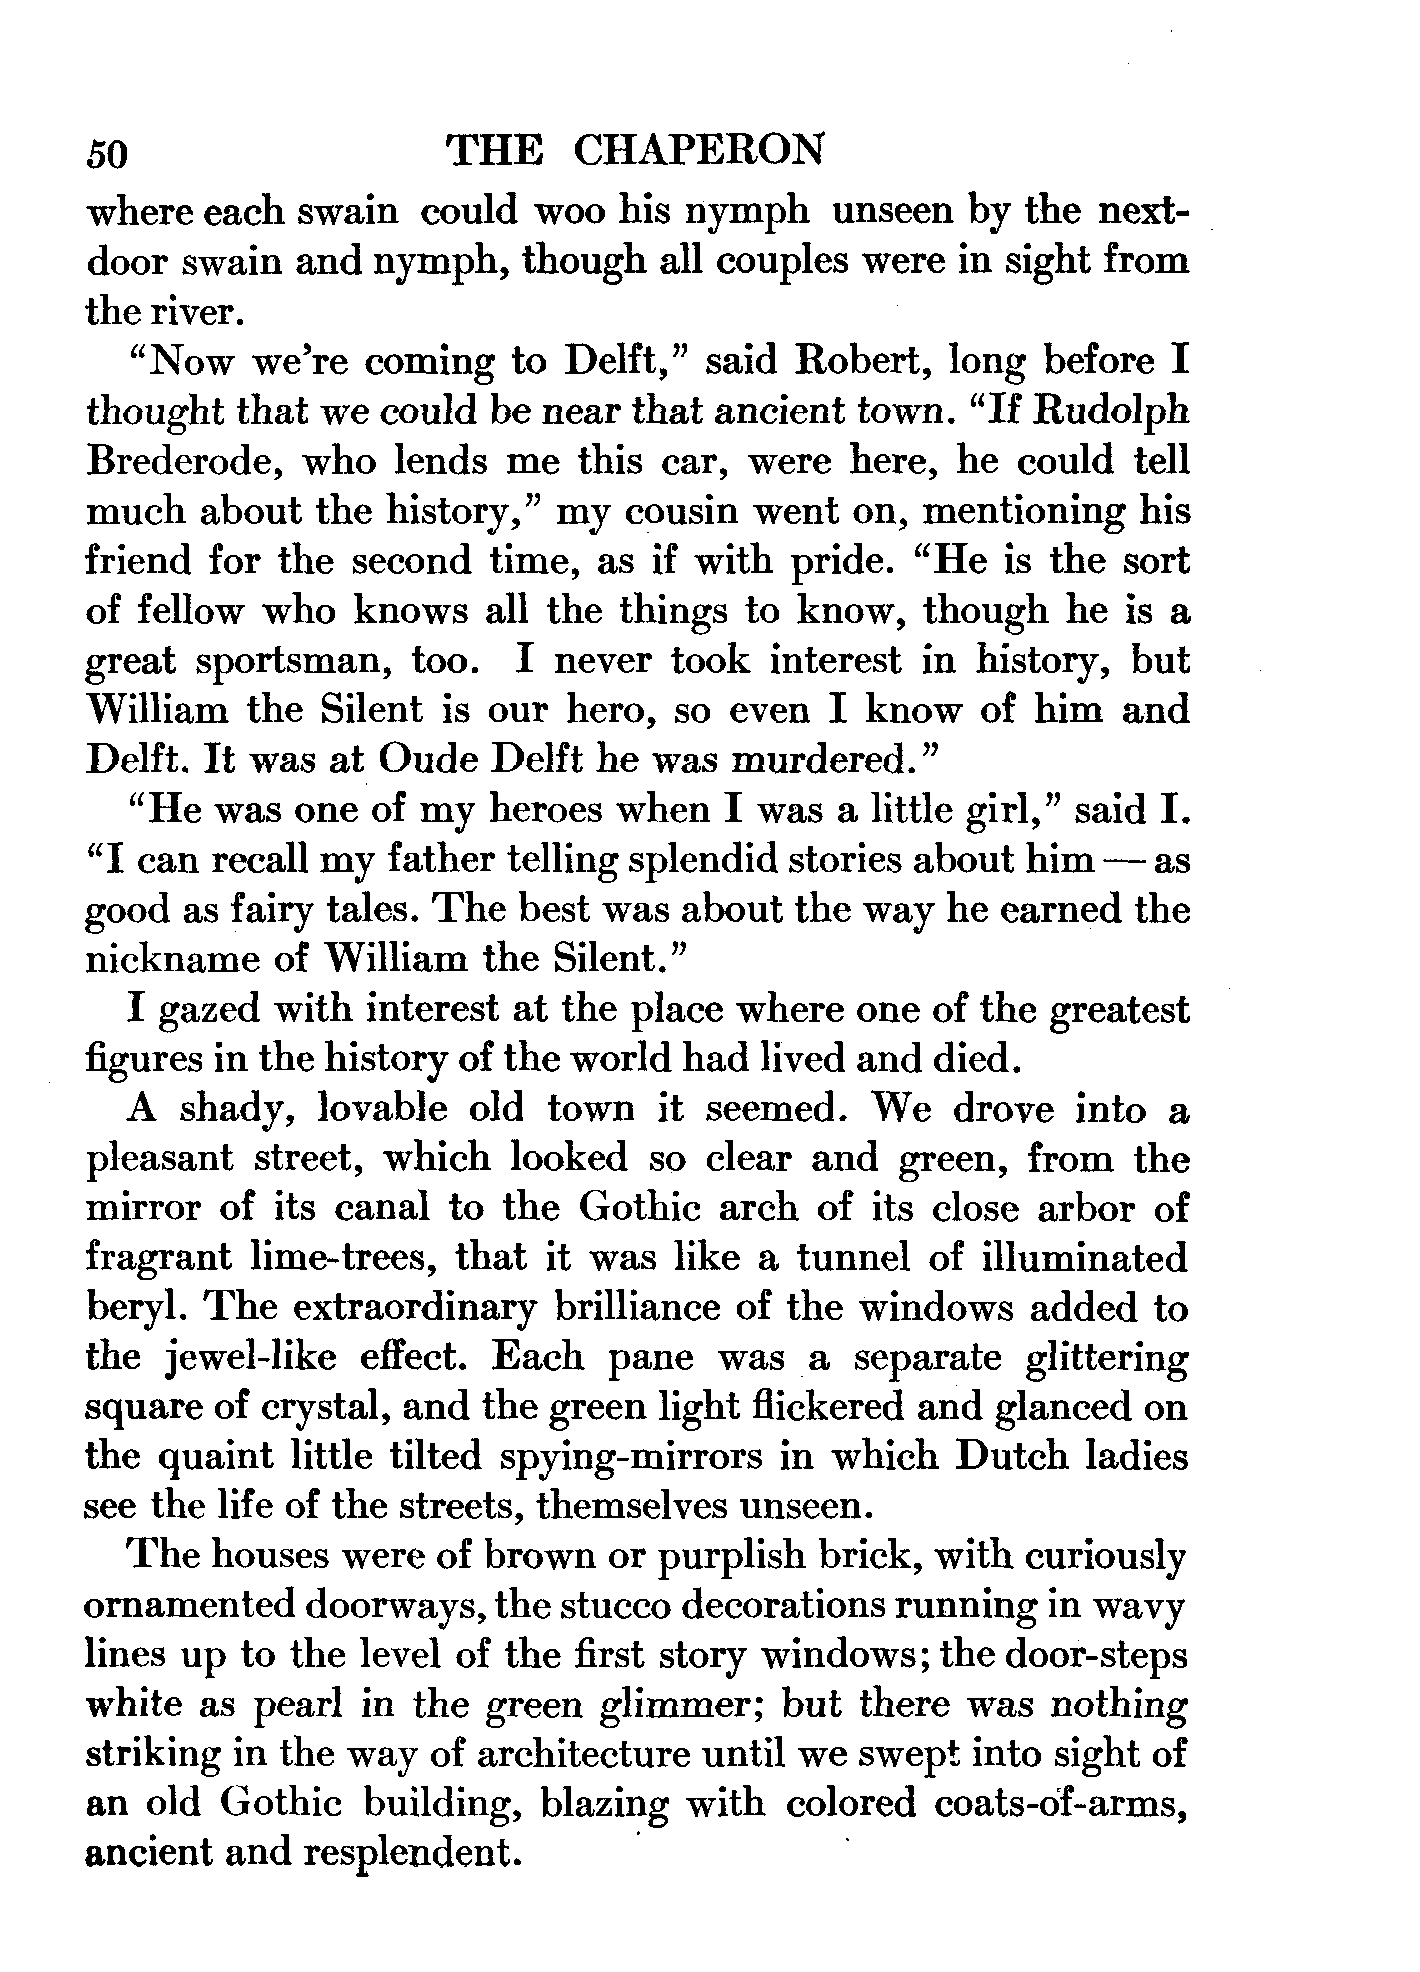 50 THE CHAPERON
where each swain could woo his nymph unseen by the next-
door swain and nymph, though all couples were in sight from
the river.
“Now we’re coming to Delft,” said Robert, long before I
thought that we could be near that ancient town. “If Rudolph
Brederode, who lends me this car, were here, he could tell
much about the history,” my cousin went on, mentioning his
friend for the second time, as if with pride. “He is the sort
of fellow who knows all the things to know, though he is a
great sportsman, too. I never took interest in history, but
William the Silent is our hero, so even I know of him and
Delft. It was at Oude Delft he was murdered.”
“He was one of my heroes when I was a little girl,” said I.
“I can recall my father telling splendid stories about him — as
good as fairy tales. The best was about the way he earned the
nickname of William the Silent.”
I gazed with interest at the place where one of the greatest
figures in the history of the world had lived and died.
A shady, lovable old town it seemed. We drove into a
pleasant street, which looked so clear and green, from the
mirror of its canal to the Gothic arch of its close arbor of
fragrant lime-trees, that it was like a tunnel of illuminated
beryl. The extraordinary brilliance of the windows added to
the jewel-like effect. Each pane was a separate glittering
square of crystal, and the green light flickered and glanced on
the quaint little tilted spying-mirrors in which Dutch ladies
see the life of the streets, themselves unseen.
The houses were of brown or purplish brick, with curiously
ornamented doorways, the stucco decorations running in wavy
lines up to the level of the first story windows; the door-steps
white as pearl in the green glimmer; but there was nothing
striking in the way of architecture until we swept into sight of
an old Gothic building, blazing with colored coats-of-arms,
ancient and resplendent.